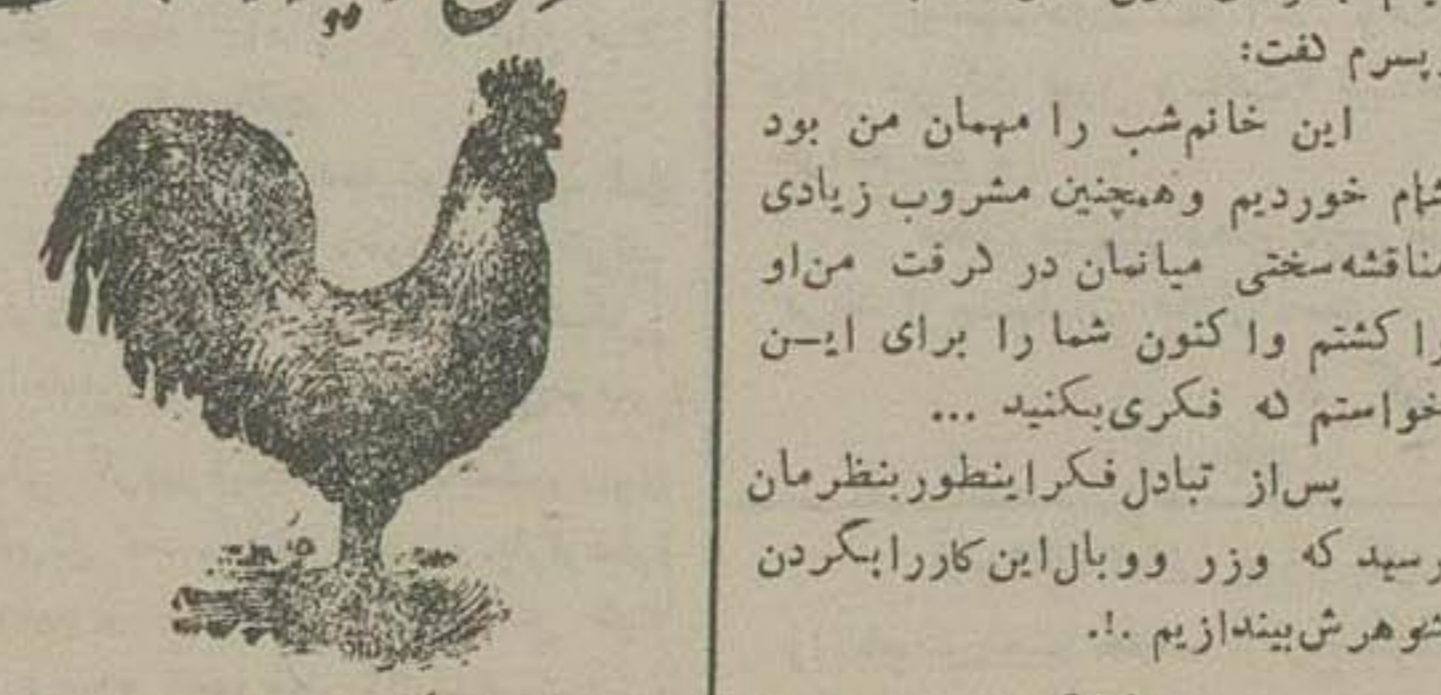 پسرم گفت:
این خانم شب را مهمان من بود
شام خوردیم و همچنین مشروب زیادی
مناقشه سختی میانمان در گرفت من او
را کشتم و اکنون شما را برای ایـن
خواستم که فکری بکنید ...
پس از تبادل فکر اینطور بنظرمان
رسید که وزر و وبال این کار را بگردن
شوهرش بیندازیم .!.